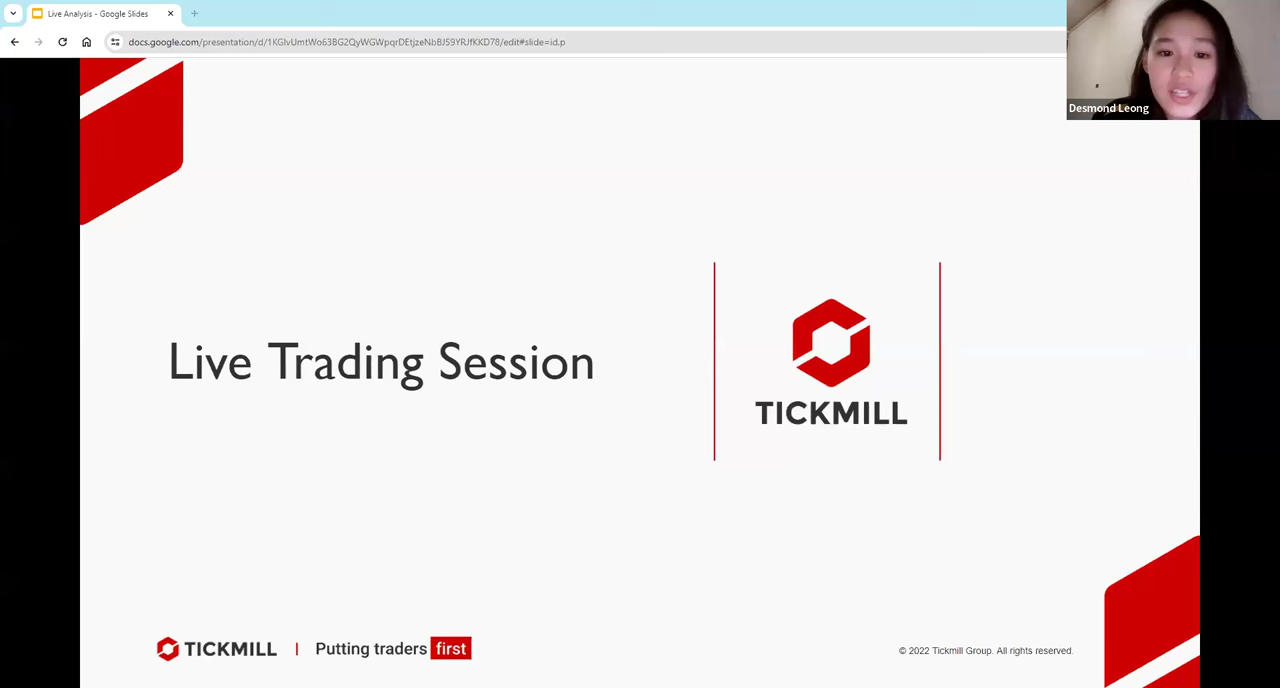 Live Analysis - Google Slides
docs.google.com/presentation/d/1KGlvUmtWo63BG2QyWGWpqrDEtjzeNbBJ59YRJfKKD78/edit#slide=id.p
Desmond Leong
Live Trading Session
TICKMILL
TICKMILL | Putting traders first
© 2022 Tickmill Group. All rights reserved.